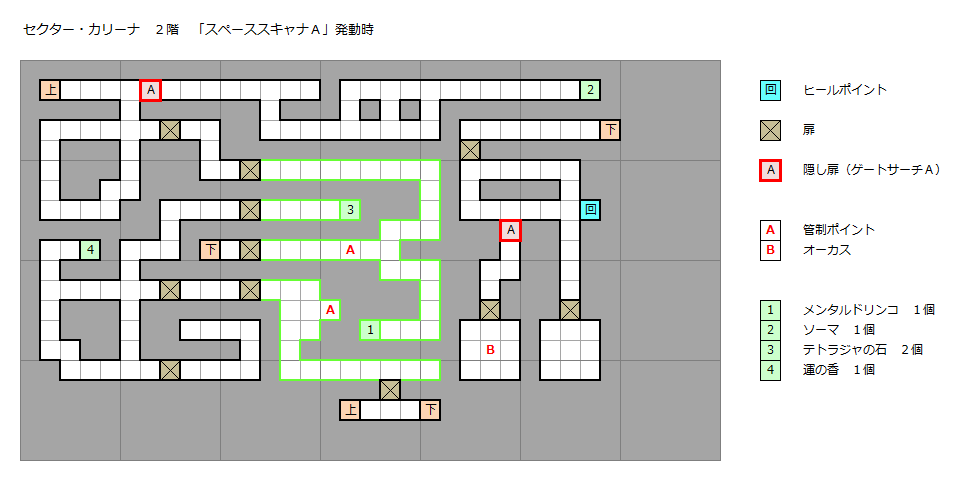 セクター・カリーナ　２階　「スペーススキャナＡ」発動時
上
A
2
回 ヒールポイント
下
扉
A 隠し扉（ゲートサーチＡ）
3
回
A
A 管制ポイント
4
下
A
B オーカス
A
1
1 メンタルドリンコ　１個
2 ソーマ　１個
B
3 テトラジャの石　２個
4 運の香　１個
上
下